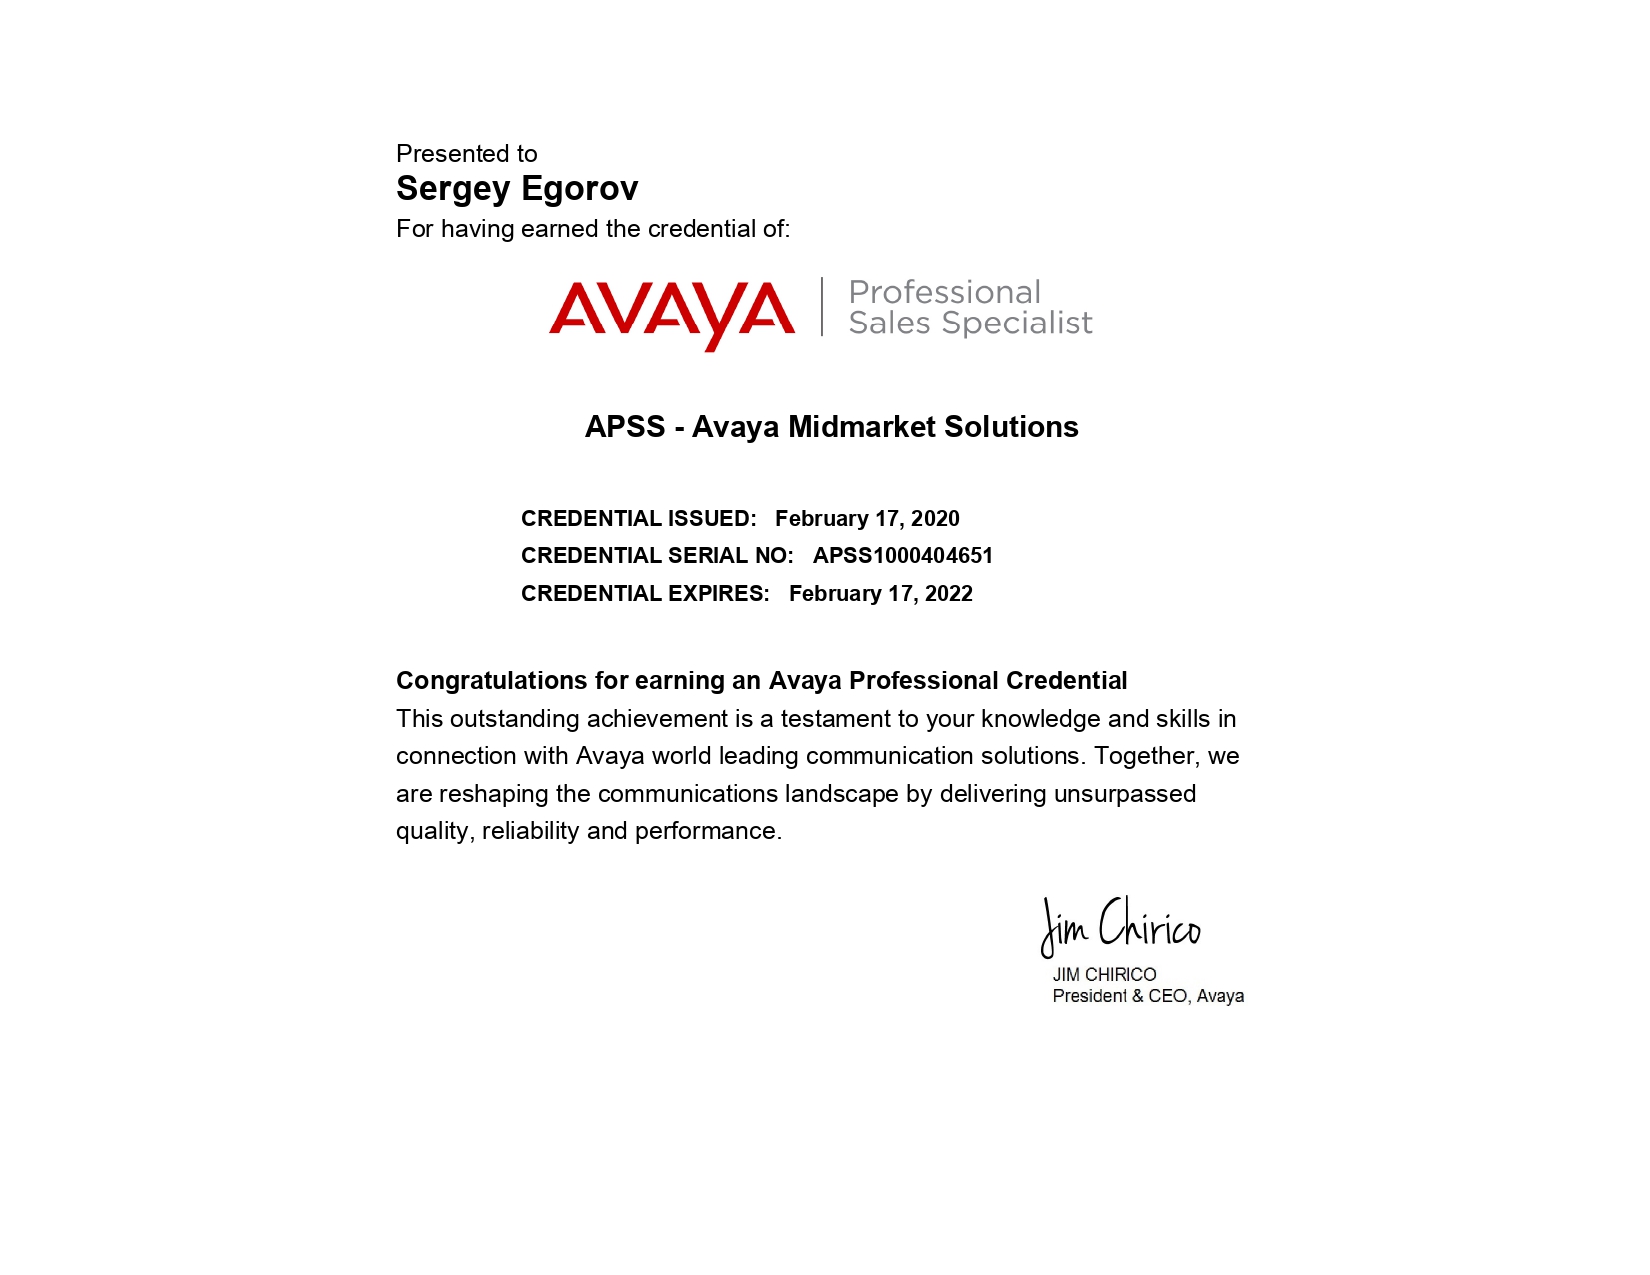 Presented to
Sergey Egorov
For having earned the credential of:
AVAYA | Professional
Sales Specialist
APSS - Avaya Midmarket Solutions
CREDENTIAL ISSUED: February 17, 2020
CREDENTIAL SERIAL NO: APSS1000404651
CREDENTIAL EXPIRES: February 17, 2022
Congratulations for earning an Avaya Professional Credential
This outstanding achievement is a testament to your knowledge and skills in
connection with Avaya world leading communication solutions. Together, we
are reshaping the communications landscape by delivering unsurpassed
quality, reliability and performance.
Jim Chirico
JIM CHIRICO
President & CEO, Avaya